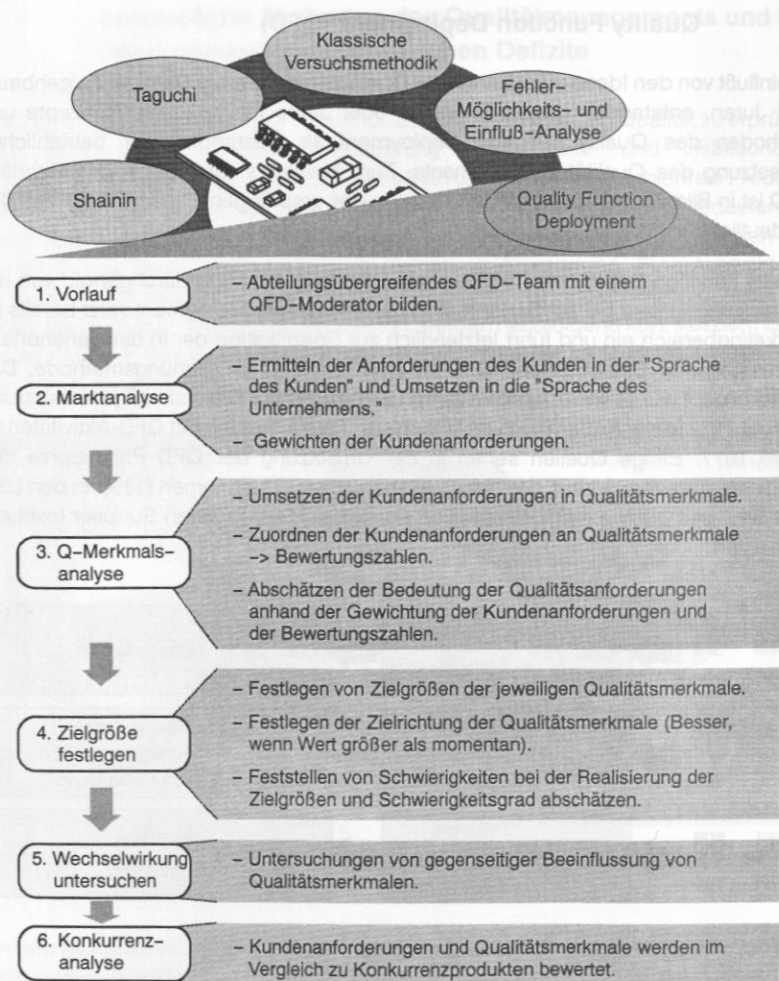 Klassische
Versuchsmethodik
Taguchi
Fehler-
Möglichkeits- und
Einfluß-Analyse
Shainin
Quality Function
Deployment
1. Vorlauf
– Abteilungsübergreifendes QFD–Team mit einem
QFD–Moderator bilden.
2. Marktanalyse
– Ermitteln der Anforderungen des Kunden in der "Sprache
des Kunden" und Umsetzen in die "Sprache des
Unternehmens."
– Gewichten der Kundenanforderungen.
3. Q–Merkmals–
analyse
– Umsetzen der Kundenanforderungen in Qualitätsmerkmale.
– Zuordnen der Kundenanforderungen an Qualitätsmerkmale
–> Bewertungszahlen.
– Abschätzen der Bedeutung der Qualitätsanforderungen
anhand der Gewichtung der Kundenanforderungen und
der Bewertungszahlen.
4. Zielgröße
festlegen
– Festlegen von Zielgrößen der jeweiligen Qualitätsmerkmale.
– Festlegen der Zielrichtung der Qualitätsmerkmale (Besser,
wenn Wert größer als momentan).
– Feststellen von Schwierigkeiten bei der Realisierung der
Zielgrößen und Schwierigkeitsgrad abschätzen.
5. Wechselwirkung
untersuchen
– Untersuchungen von gegenseitiger Beeinflussung von
Qualitätsmerkmalen.
6. Konkurrenz–
analyse
– Kundenanforderungen und Qualitätsmerkmale werden im
Vergleich zu Konkurrenzprodukten bewertet.